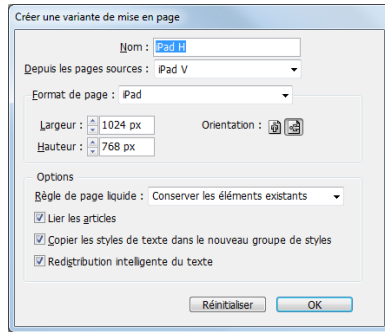 Créer une variante de mise en page
Nom : iPad H
Depuis les pages sources : iPad V
Format de page : iPad
Largeur : 1024 px Orientation :
Hauteur : 768 px
Options
Règle de page liquide : Conserver les éléments existants
Lier les articles
Copier les styles de texte dans le nouveau groupe de styles
Redistribution intelligente du texte
Réinitialiser OK